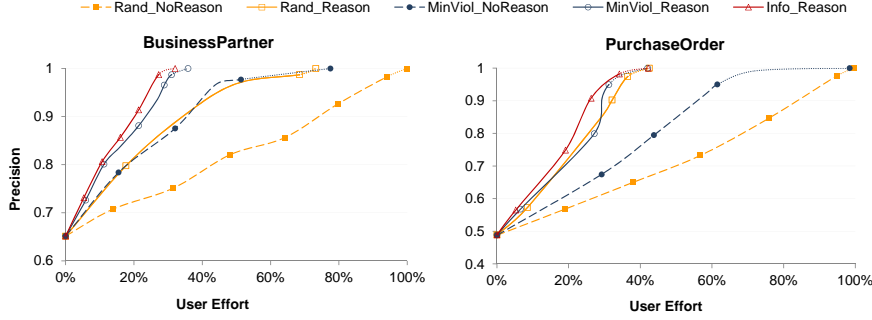 Rand_NoReason Rand_Reason MinViol_NoReason MinViol_Reason Info_Reason
BusinessPartner
PurchaseOrder
Precision
1
0.9
0.8
0.7
0.6
0% 20% 40% 60% 80% 100%
User Effort
1
0.9
0.8
0.7
0.6
0.5
0.4
0% 20% 40% 60% 80% 100%
User Effort